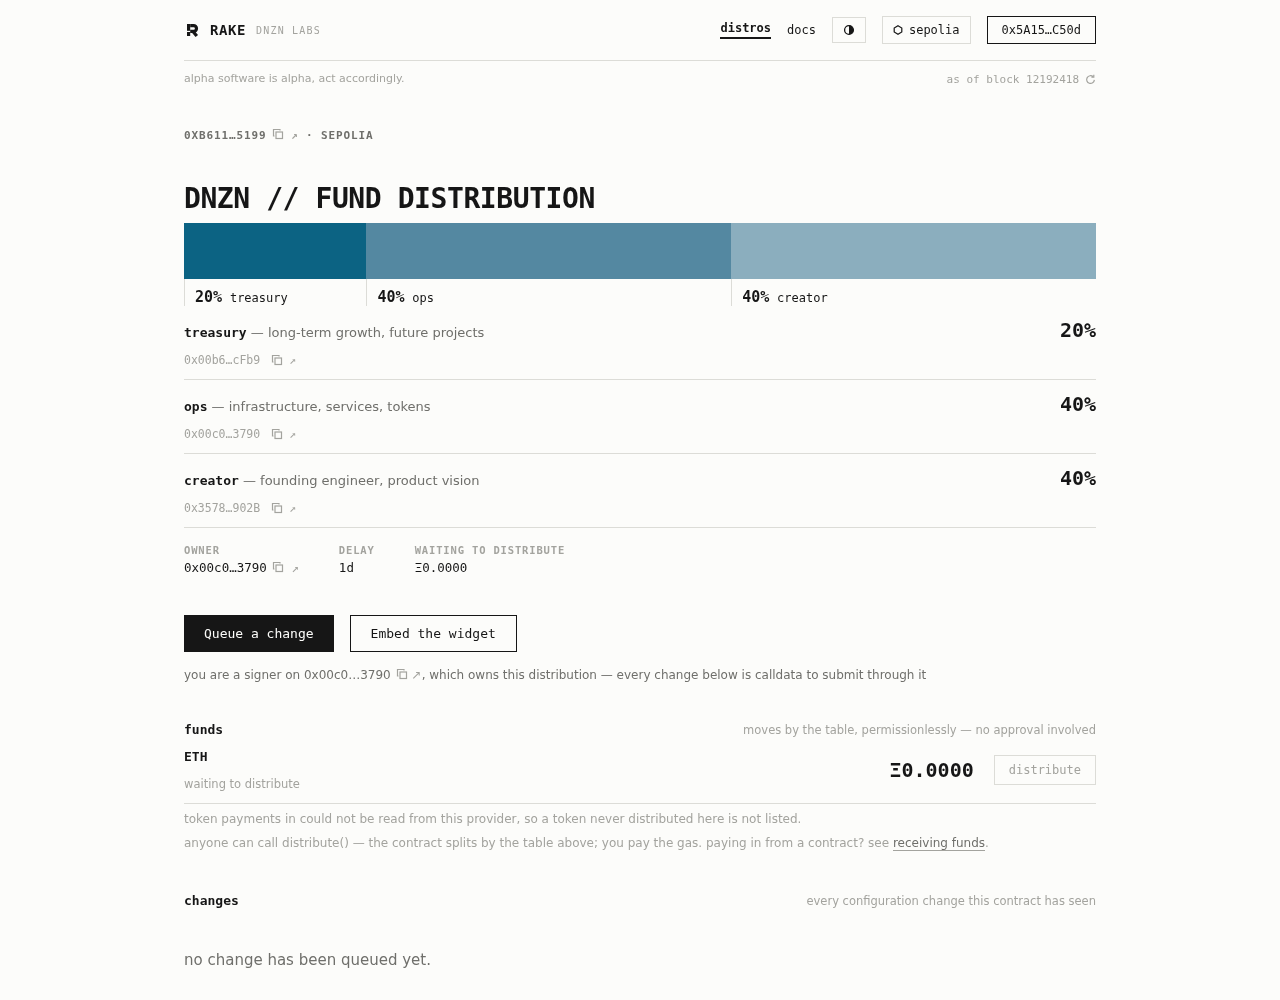 RAKE DNZN LABS distros docs sepolia 0x5A15…C50d
alpha software is alpha, act accordingly. as of block 12192418
0XB611…5199 ↗ · SEPOLIA
DNZN // FUND DISTRIBUTION
20% treasury 40% ops 40% creator
treasury — long-term growth, future projects 20%
0x00b6…cFb9 ↗
ops — infrastructure, services, tokens 40%
0x00c0…3790 ↗
creator — founding engineer, product vision 40%
0x3578…902B ↗
OWNER DELAY WAITING TO DISTRIBUTE
0x00c0…3790 ↗ 1d Ξ0.0000
Queue a change Embed the widget
you are a signer on 0x00c0…3790 ↗, which owns this distribution — every change below is calldata to submit through it
funds moves by the table, permissionlessly — no approval involved
ETH
waiting to distribute Ξ0.0000 distribute
token payments in could not be read from this provider, so a token never distributed here is not listed.
anyone can call distribute() — the contract splits by the table above; you pay the gas. paying in from a contract? see receiving funds.
changes every configuration change this contract has seen
no change has been queued yet.